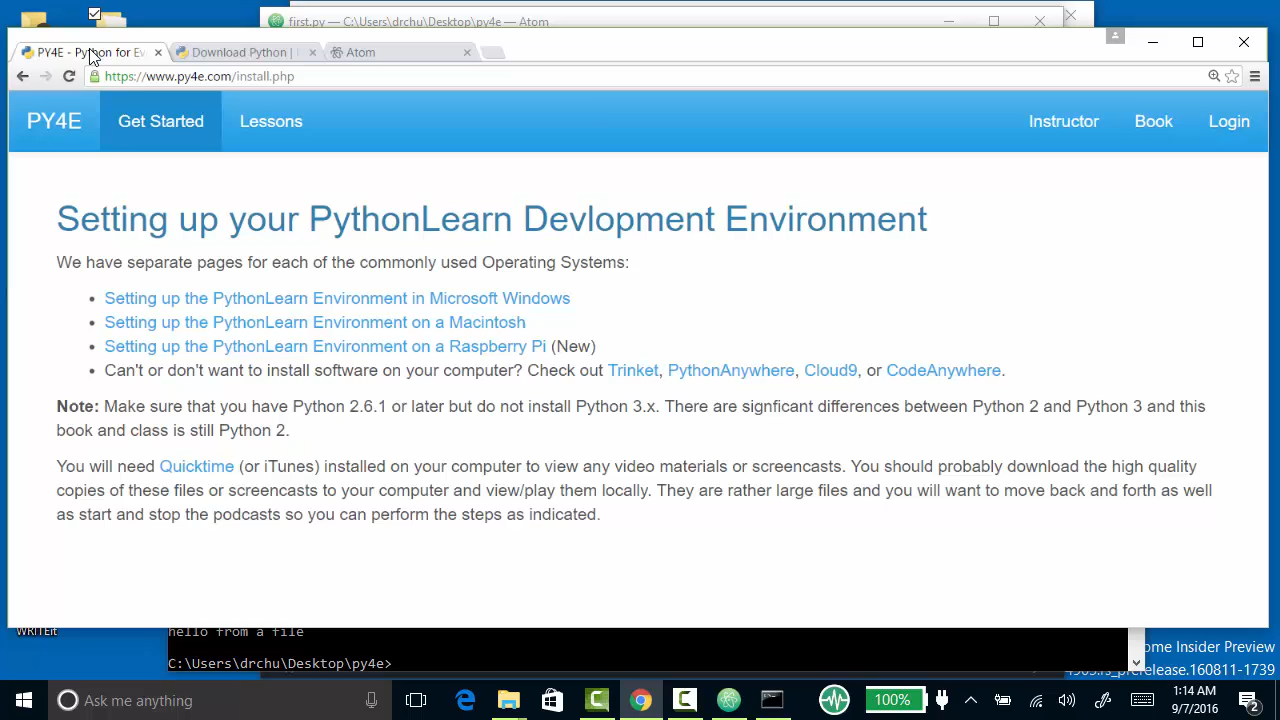 first.py — C:\Users\drchu\Desktop\py4e — Atom
PY4E - Python for Ev
Download Python |
Atom
https://www.py4e.com/install.php
PY4E
Get Started
Lessons
Instructor
Book
Login
Setting up your PythonLearn Devlopment Environment
We have separate pages for each of the commonly used Operating Systems:
Setting up the PythonLearn Environment in Microsoft Windows
Setting up the PythonLearn Environment on a Macintosh
Setting up the PythonLearn Environment on a Raspberry Pi (New)
Can't or don't want to install software on your computer? Check out Trinket, PythonAnywhere, Cloud9, or CodeAnywhere.
Note: Make sure that you have Python 2.6.1 or later but do not install Python 3.x. There are signficant differences between Python 2 and Python 3 and this
book and class is still Python 2.
You will need Quicktime (or iTunes) installed on your computer to view any video materials or screencasts. You should probably download the high quality
copies of these files or screencasts to your computer and view/play them locally. They are rather large files and you will want to move back and forth as well
as start and stop the podcasts so you can perform the steps as indicated.
WRITEit
hello from a file
C:\Users\drchu\Desktop\py4e>
ome Insider Preview
rs_prerelease.160811-1739
Ask me anything
100%
1:14 AM
9/7/2016
2